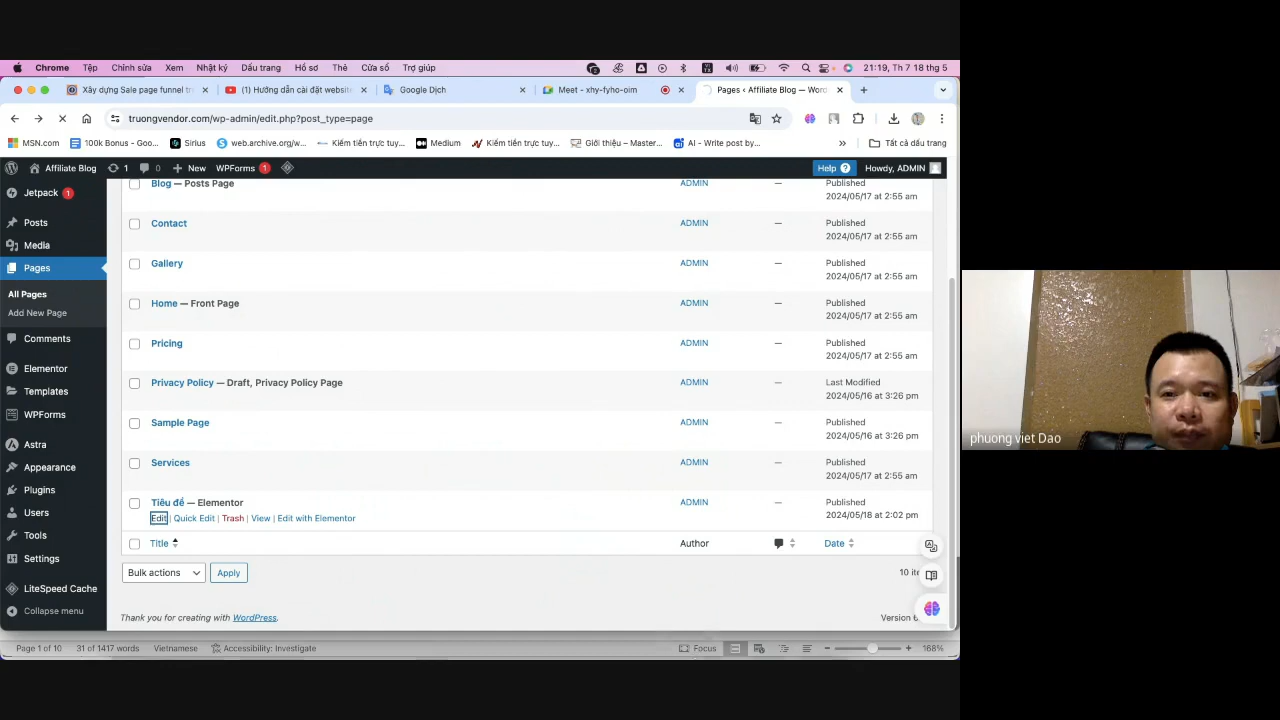 Chrome Tệp Chỉnh sửa Xem Nhật ký Dấu trang Hồ sơ Thẻ Cửa sổ Trợ giúp 21:19, Th 7 18 thg 5
Xây dựng Sale page funnel tr (1) Hướng dẫn cài đặt website Google Dịch Meet - xhy-fyho-oim Pages ‹ Affiliate Blog — Word
truongvendor.com/wp-admin/edit.php?post_type=page
MSN.com 100k Bonus - Goo... Sirius web.archive.org/w... Kiếm tiền trực tuy... Medium Kiếm tiền trực tuy... Giới thiệu – Master... AI - Write post by... » Tất cả dấu trang
Affiliate Blog 1 0 New WPForms 1 Help ? Howdy, ADMIN
Jetpack 1
Posts
Media
Pages
All Pages
Add New Page
Comments
Elementor
Templates
WPForms
Astra
Appearance
Plugins
Users
Tools
Settings
LiteSpeed Cache
Collapse menu
Blog — Posts Page ADMIN — Published
2024/05/17 at 2:55 am
Contact ADMIN — Published
2024/05/17 at 2:55 am
Gallery ADMIN — Published
2024/05/17 at 2:55 am
Home — Front Page ADMIN — Published
2024/05/17 at 2:55 am
Pricing ADMIN — Published
2024/05/17 at 2:55 am
Privacy Policy — Draft, Privacy Policy Page ADMIN — Last Modified
2024/05/16 at 3:26 pm
Sample Page ADMIN — Published
2024/05/16 at 3:26 pm
Services ADMIN — Published
2024/05/17 at 2:55 am
Tiêu đề — Elementor ADMIN — Published
2024/05/18 at 2:02 pm
Edit | Quick Edit | Trash | View | Edit with Elementor
Title Author Date
Bulk actions Apply 10 ite
Thank you for creating with WordPress. Version 6
Page 1 of 10 31 of 1417 words Vietnamese Accessibility: Investigate Focus 168%
phuong viet Dao